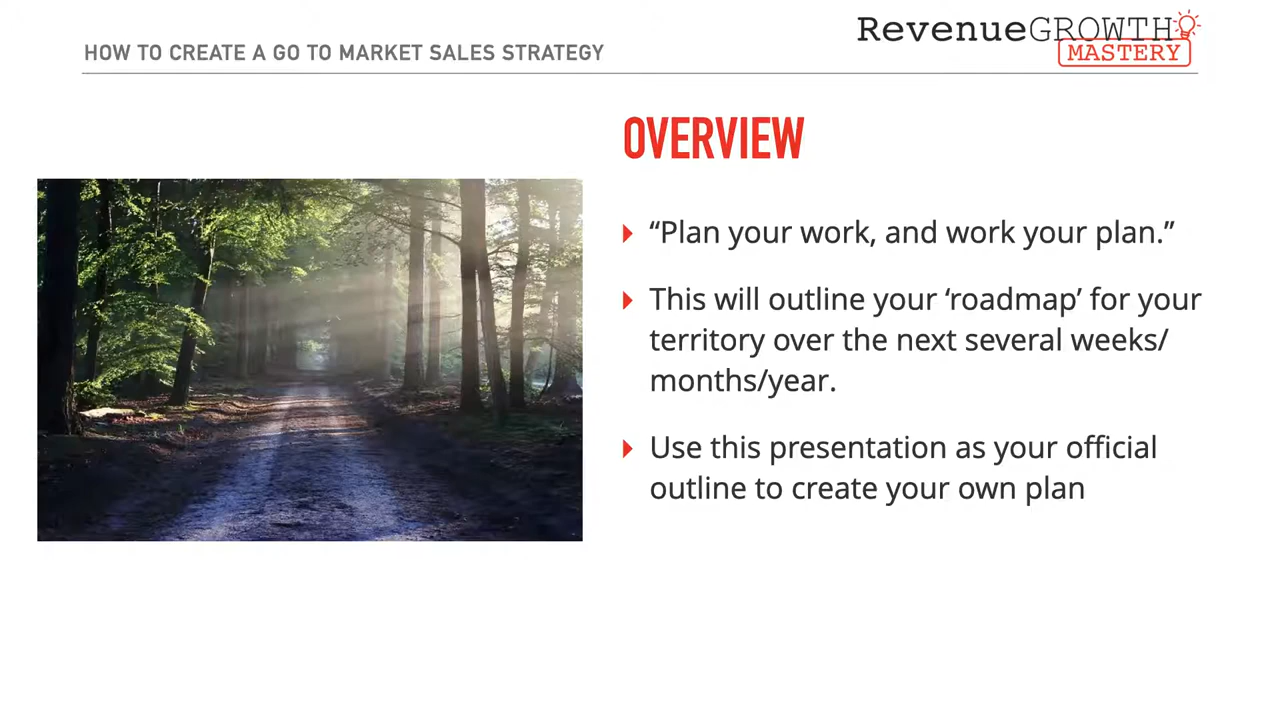 HOW TO CREATE A GO TO MARKET SALES STRATEGY
RevenueGROWTH
MASTERY
OVERVIEW
“Plan your work, and work your plan.”
This will outline your ‘roadmap’ for your
territory over the next several weeks/
months/year.
Use this presentation as your official
outline to create your own plan